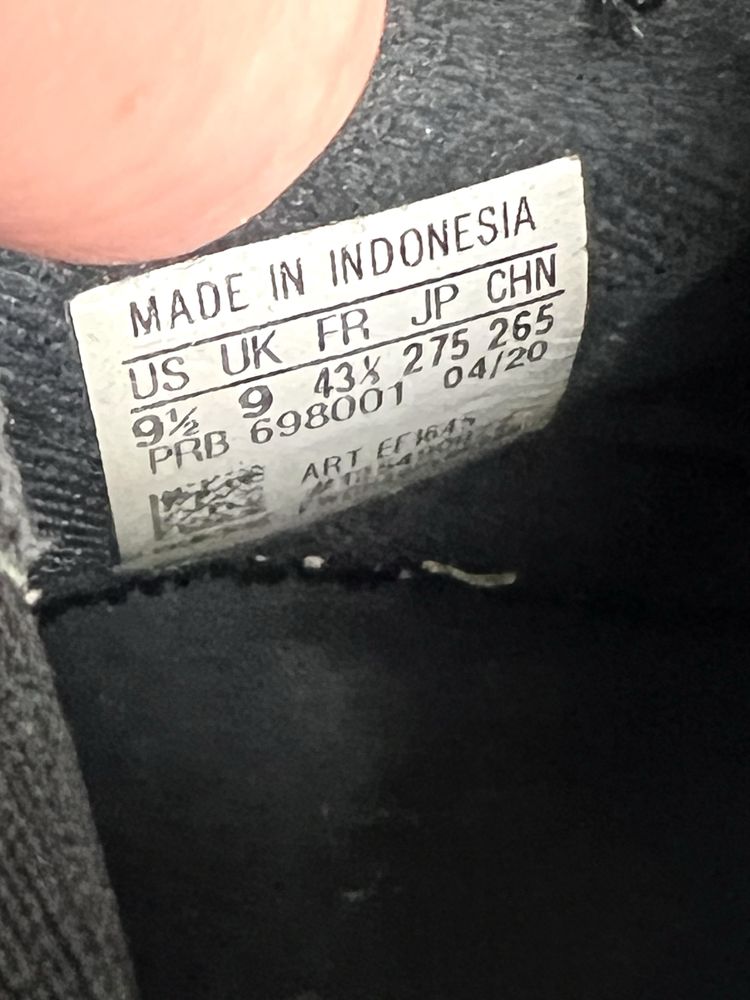 MADE IN INDONESIA
US UK FR JP CHN
9½ 9 43⅓ 275 265
PRB 698001 04/20
ART EF1645